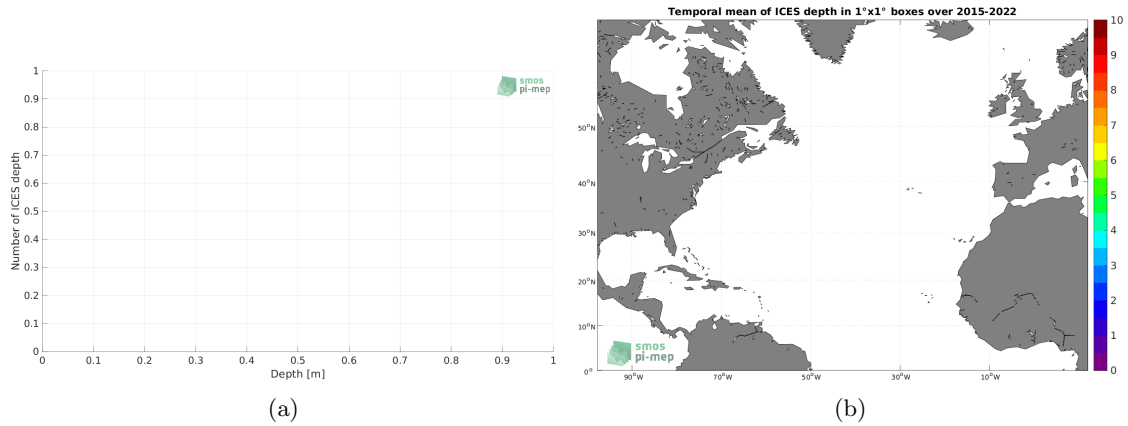 1
0.9
0.8
0.7
0.6
0.5
0.4
0.3
0.2
0.1
0
Number of ICES depth
0 0.1 0.2 0.3 0.4 0.5 0.6 0.7 0.8 0.9 1
Depth [m]
smos
pi-mep
(a)
Temporal mean of ICES depth in 1°x1° boxes over 2015-2022
50°N
40°N
30°N
20°N
10°N
0°
90°W 70°W 50°W 30°W 10°W
smos
pi-mep
10
9
8
7
6
5
4
3
2
1
0
(b)